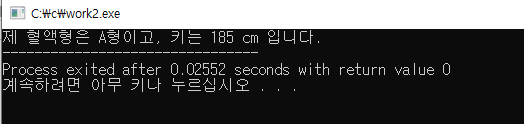 C:₩c₩work2.exe
제 혈액형은 A형이고, 키는 185 cm 입니다.
--------------------------------
Process exited after 0.02552 seconds with return value 0
계속하려면 아무 키나 누르십시오 . . .